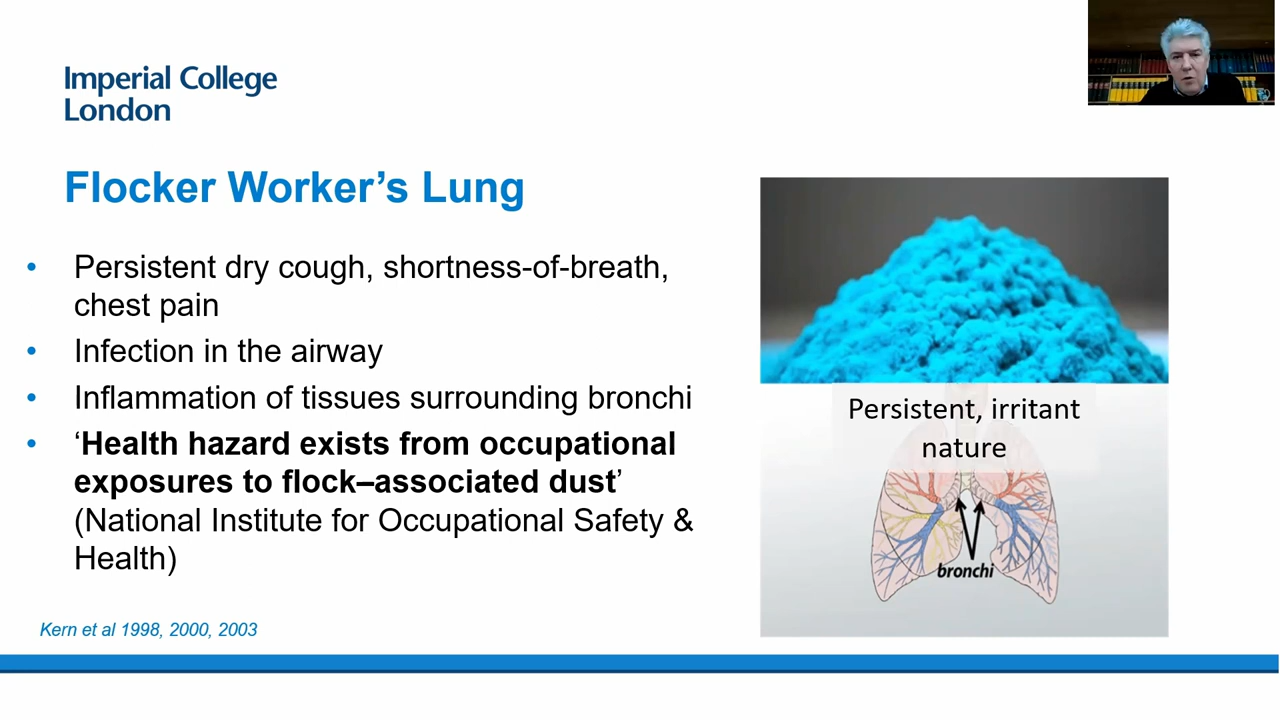 Imperial College
London
Flocker Worker’s Lung
• Persistent dry cough, shortness-of-breath,
chest pain
• Infection in the airway
• Inflammation of tissues surrounding bronchi
• ‘Health hazard exists from occupational
exposures to flock–associated dust’
(National Institute for Occupational Safety &
Health)
Kern et al 1998, 2000, 2003
Persistent, irritant
nature
bronchi